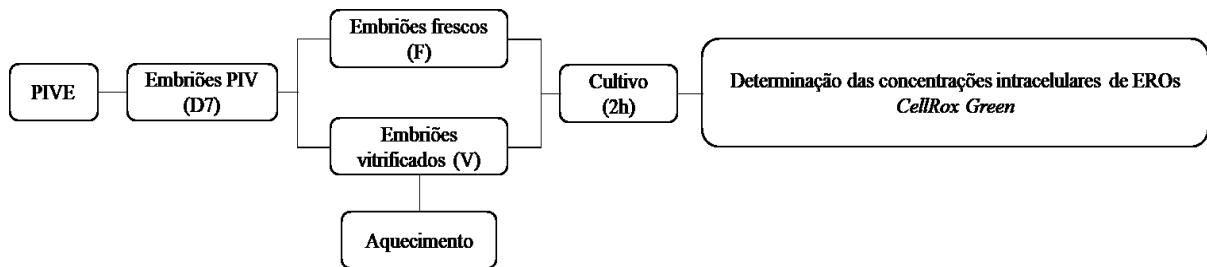 PIVE
Embriões PIV
(D7)
Embriões frescos
(F)
Embriões
vitrificados (V)
Aquecimento
Cultivo
(2h)
Determinação das concentrações intracelulares de EROs
CellRox Green